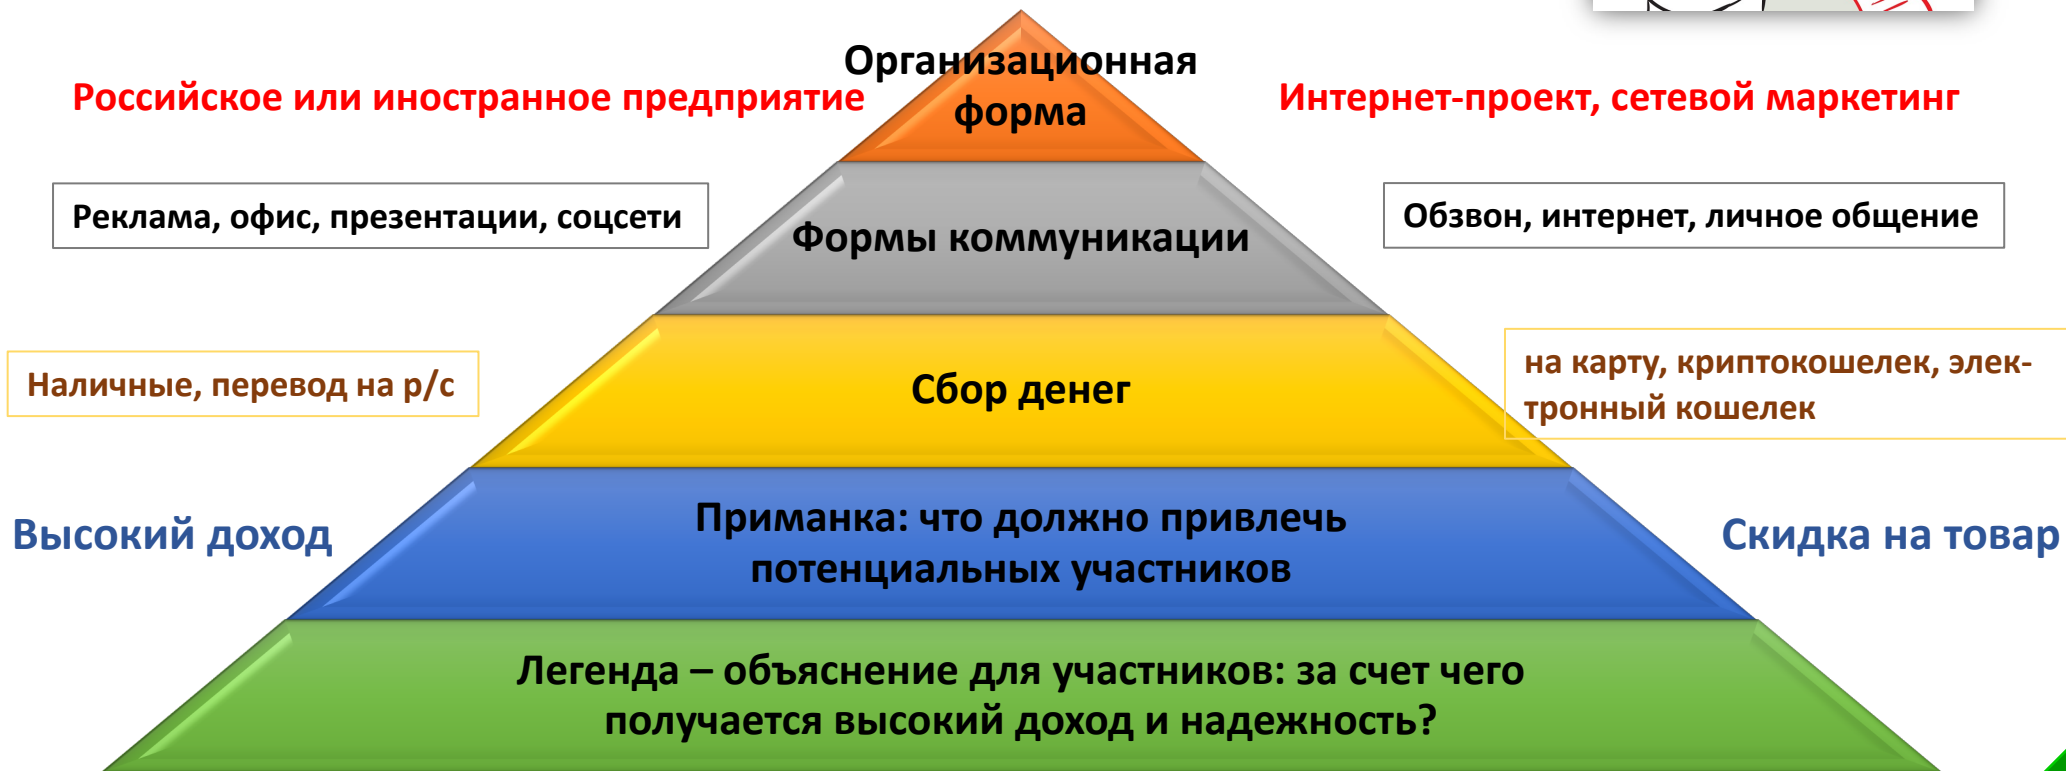 Организационная
форма
Российское или иностранное предприятие
Интернет-проект, сетевой маркетинг
Реклама, офис, презентации, соцсети
Формы коммуникации
Обзвон, интернет, личное общение
Наличные, перевод на р/с
Сбор денег
на карту, криптокошелек, элек-
тронный кошелек
Высокий доход
Приманка: что должно привлечь
потенциальных участников
Скидка на товар
Легенда – объяснение для участников: за счет чего
получается высокий доход и надежность?